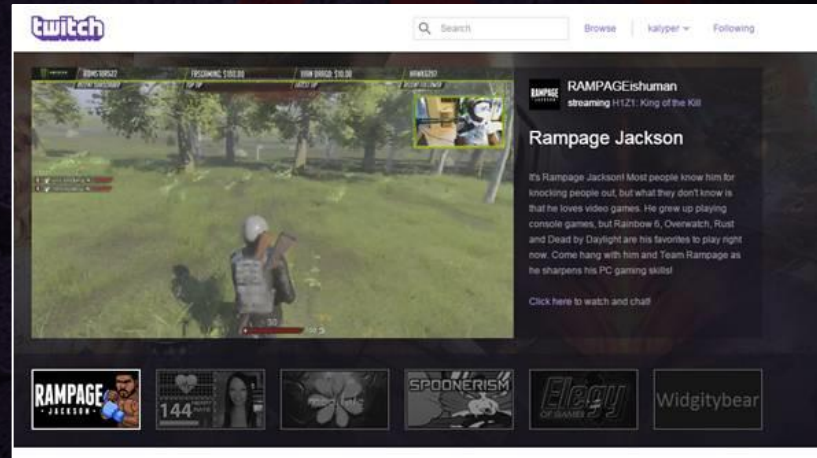 twitch
Search
Browse
kalyper
Following
RAMPAGE
JACKSON
RAMPAGEishuman
streaming H1Z1: King of the Kill
Rampage Jackson
It's Rampage Jackson! Most people know him for
knocking people out, but what they don't know is
that he loves video games. He grew up playing
console games, but Rainbow 6, Overwatch, Rust
and Dead by Daylight are his favorites to play right
now. Come hang with him and Team Rampage as
he sharpens his PC gaming skills!
Click here to watch and chat!
RAMPAGE
JACKSON
144
SPOONERISM
Elegy
OF GAMES
Widgitybear